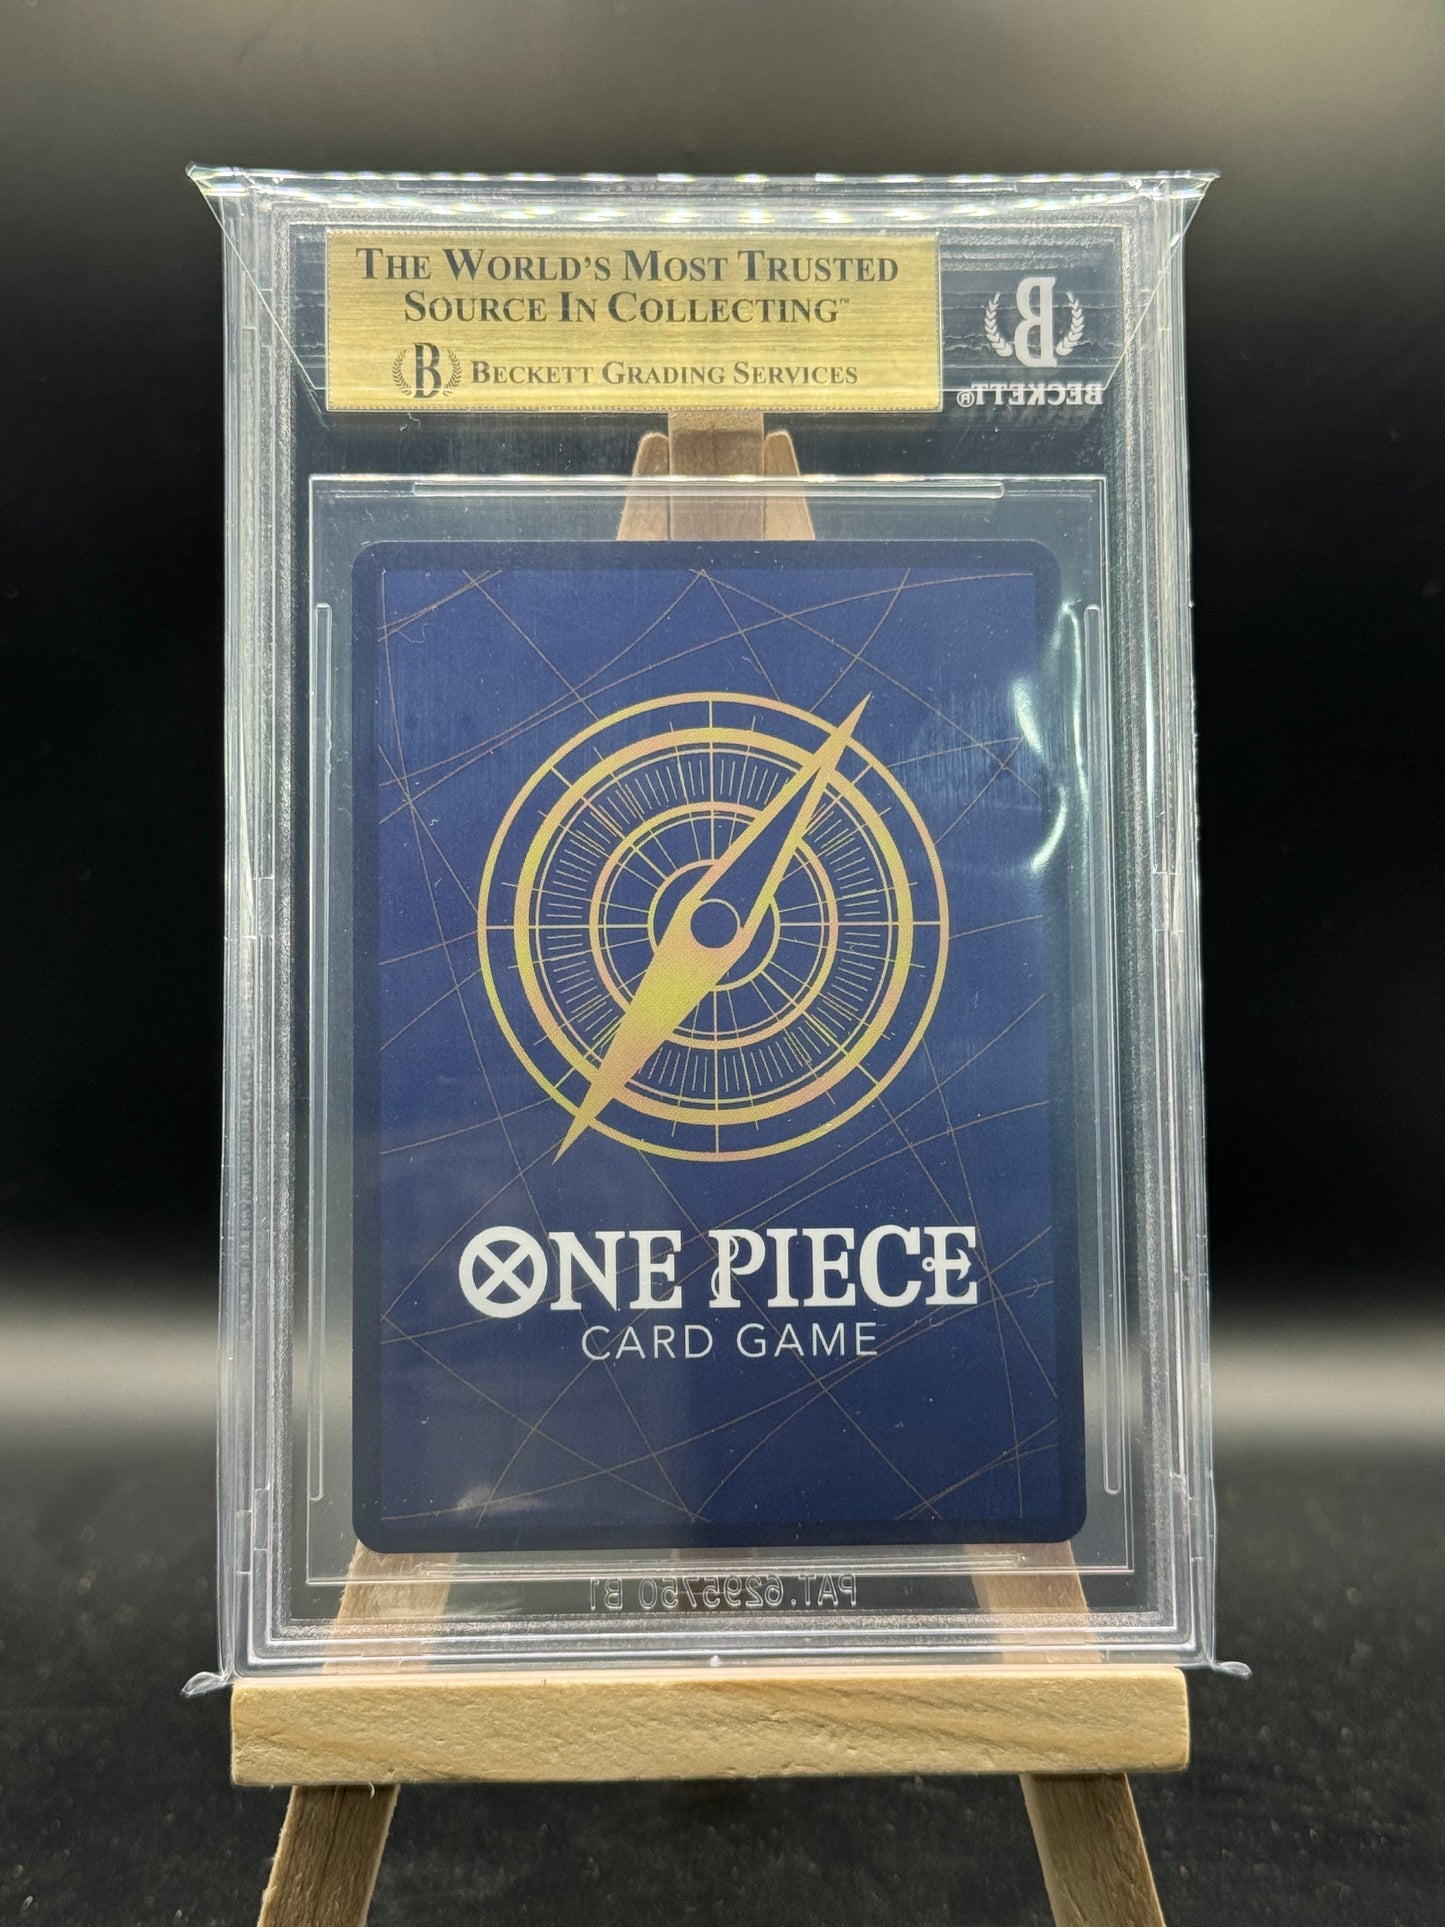 THE WORLD'S MOST TRUSTED
SOURCE IN COLLECTING™
B BECKETT GRADING SERVICES
B
BECKETT®
ONE PIECE
CARD GAME
PAT.6295750 B1